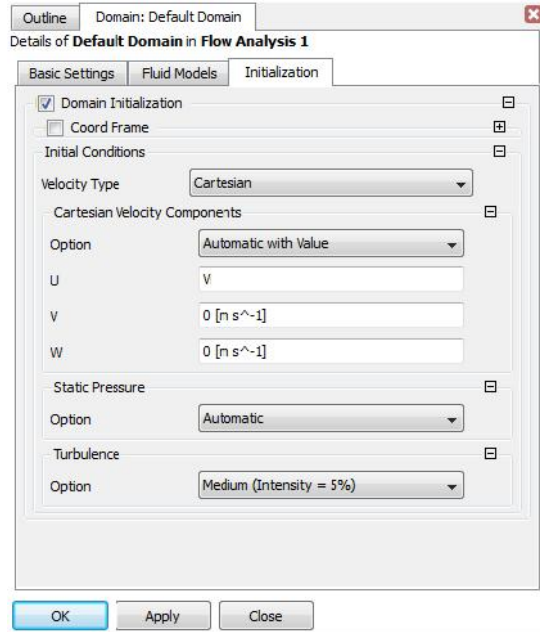 Outline Domain: Default Domain
Details of Default Domain in Flow Analysis 1
Basic Settings Fluid Models Initialization
Domain Initialization
Coord Frame
Initial Conditions
Velocity Type Cartesian
Cartesian Velocity Components
Option Automatic with Value
U
V 0 [m s^-1]
W 0 [m s^-1]
Static Pressure
Option Automatic
Turbulence
Option Medium (Intensity = 5%)
OK Apply Close